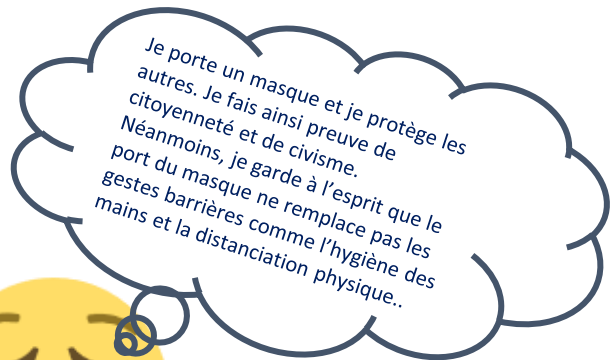 Je porte un masque et je protège les
autres. Je fais ainsi preuve de
citoyenneté et de civisme.
Néanmoins, je garde à l’esprit que le
port du masque ne remplace pas les
gestes barrières comme l’hygiène des
mains et la distanciation physique..